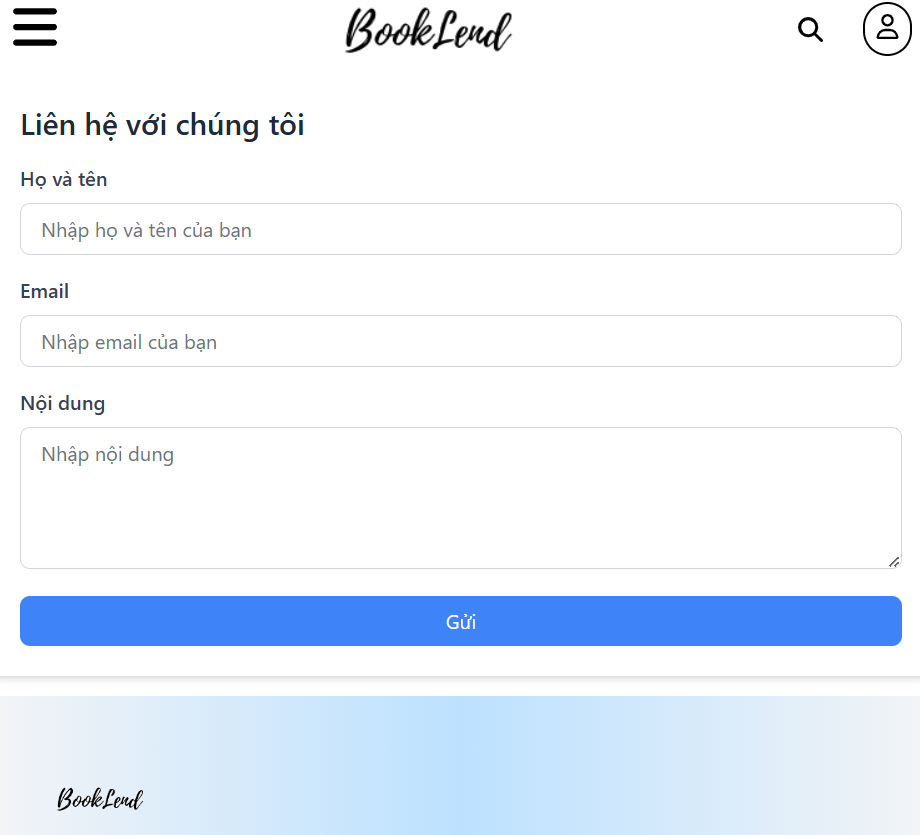 BookLend
Liên hệ với chúng tôi
Họ và tên
Nhập họ và tên của bạn
Email
Nhập email của bạn
Nội dung
Nhập nội dung
Gửi
BookLend